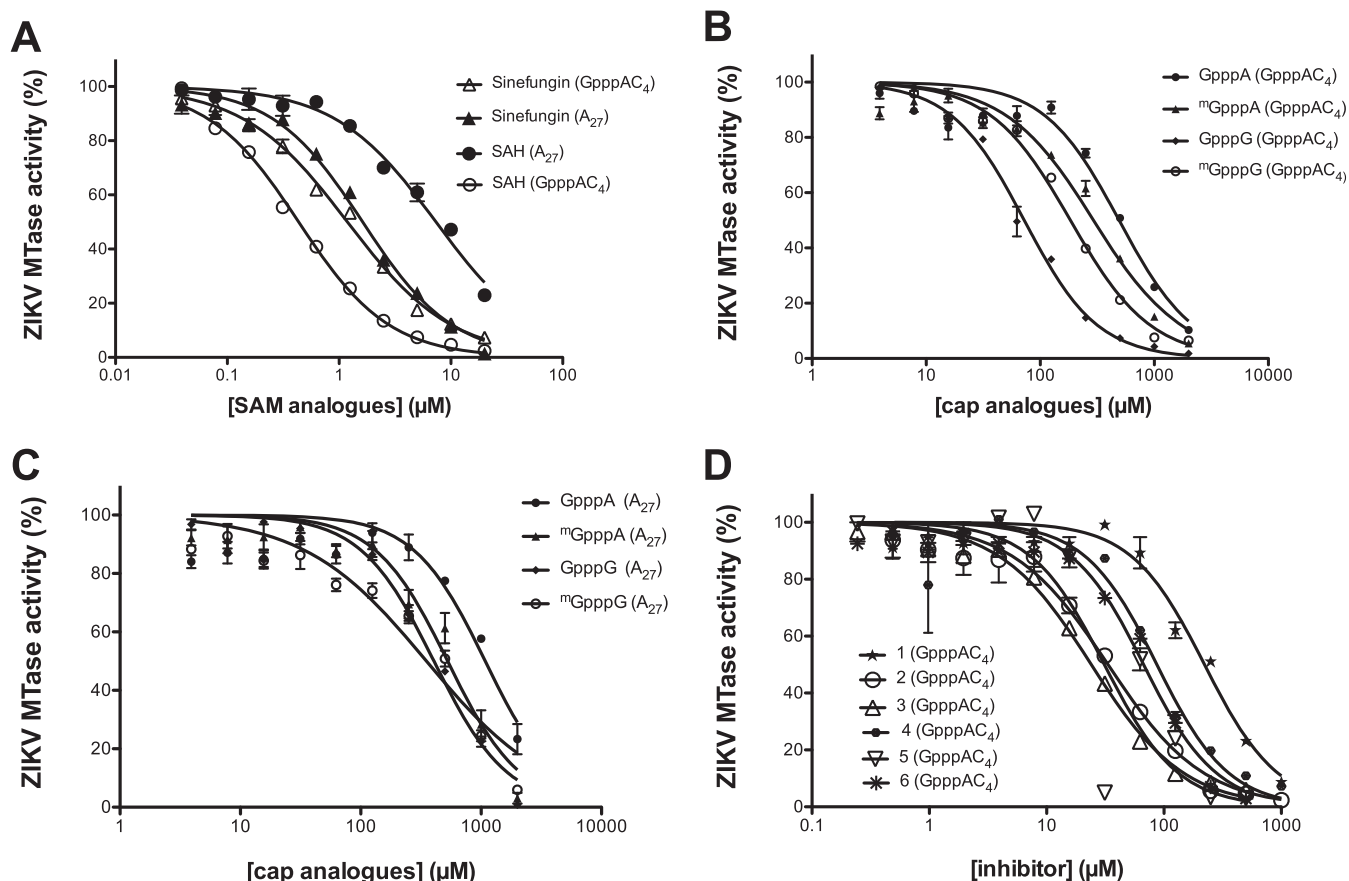 A
ZIKV MTase activity (%)
100
80
60
40
20
0
0.01 0.1 1 10 100
[SAM analogues] (µM)
Sinefungin (GpppAC4)
Sinefungin (A27)
SAH (A27)
SAH (GpppAC4)
B
ZIKV MTase activity (%)
100
80
60
40
20
0
1 10 100 1000 10000
[cap analogues] (µM)
GpppA (GpppAC4)
mGpppA (GpppAC4)
GpppG (GpppAC4)
mGpppG (GpppAC4)
C
ZIKV MTase activity (%)
100
80
60
40
20
0
1 10 100 1000 10000
[cap analogues] (µM)
GpppA (A27)
mGpppA (A27)
GpppG (A27)
mGpppG (A27)
D
ZIKV MTase activity (%)
100
80
60
40
20
0
0.1 1 10 100 1000
[inhibitor] (µM)
1 (GpppAC4)
2 (GpppAC4)
3 (GpppAC4)
4 (GpppAC4)
5 (GpppAC4)
6 (GpppAC4)